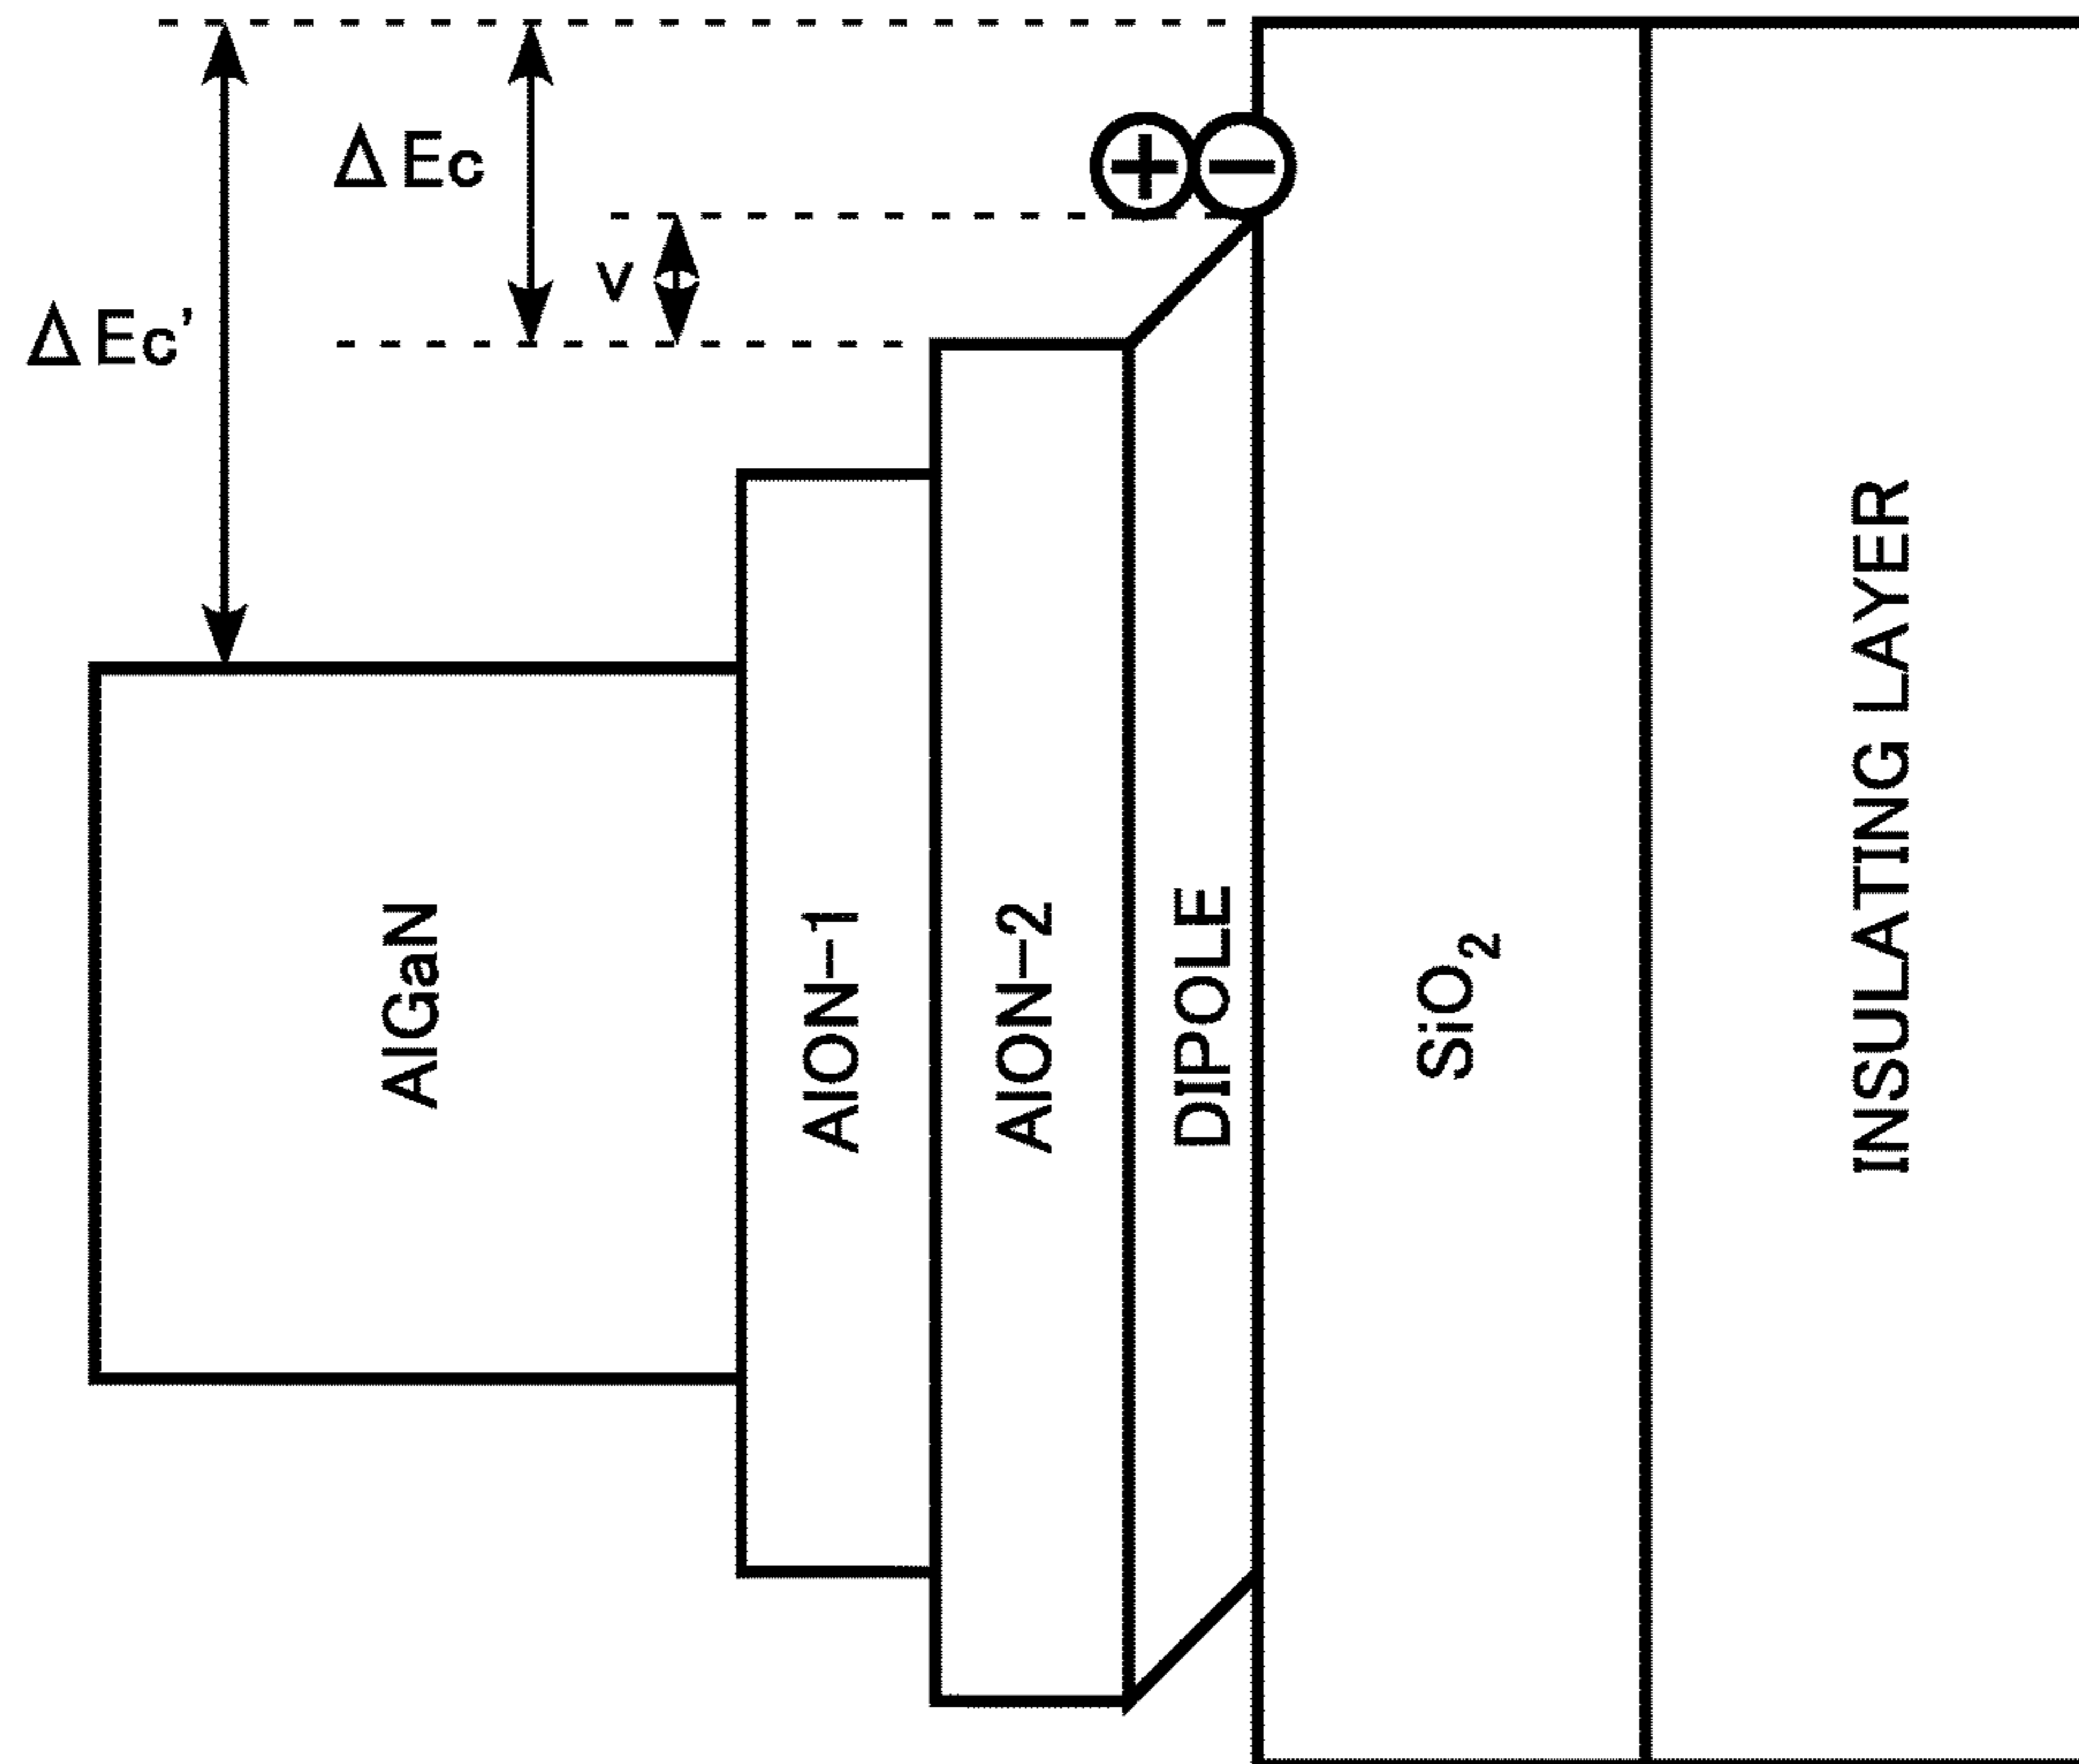 ΔEc
ΔEc’
v
+
−
AlGaN
AlON-1
AlON-2
DIPOLE
SiO₂
INSULATING LAYER